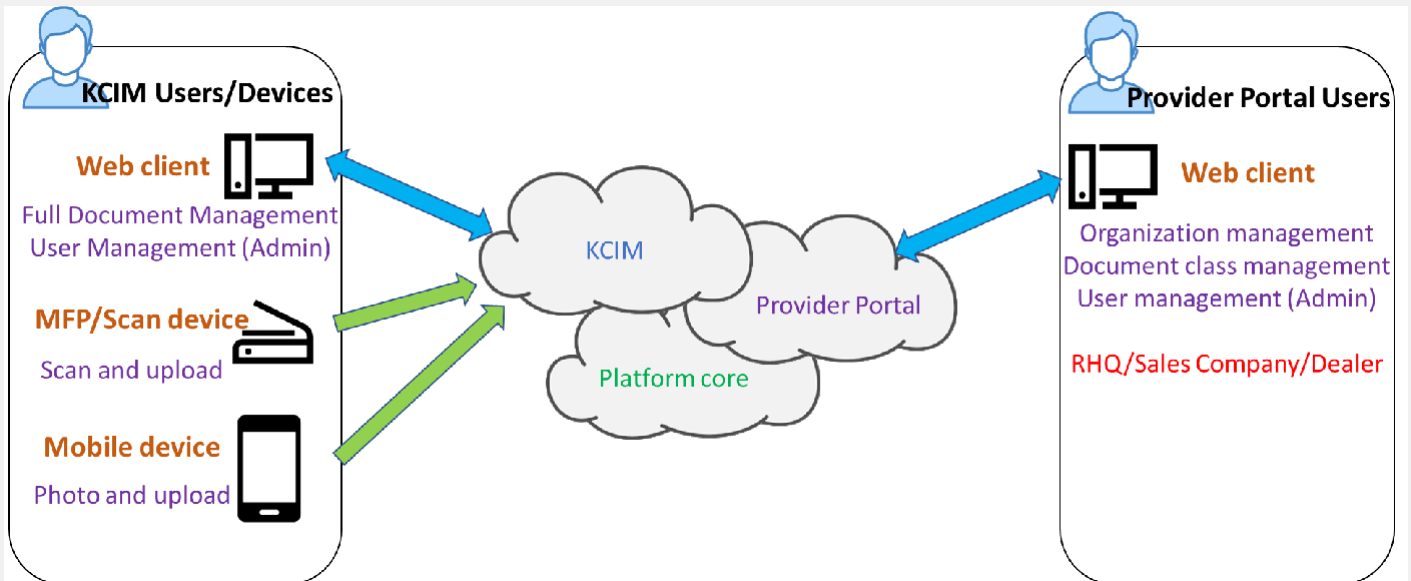 KCIM Users/Devices
Web client
Full Document Management
User Management (Admin)
MFP/Scan device
Scan and upload
Mobile device
Photo and upload
KCIM
Provider Portal
Platform core
Provider Portal Users
Web client
Organization management
Document class management
User management (Admin)
RHQ/Sales Company/Dealer